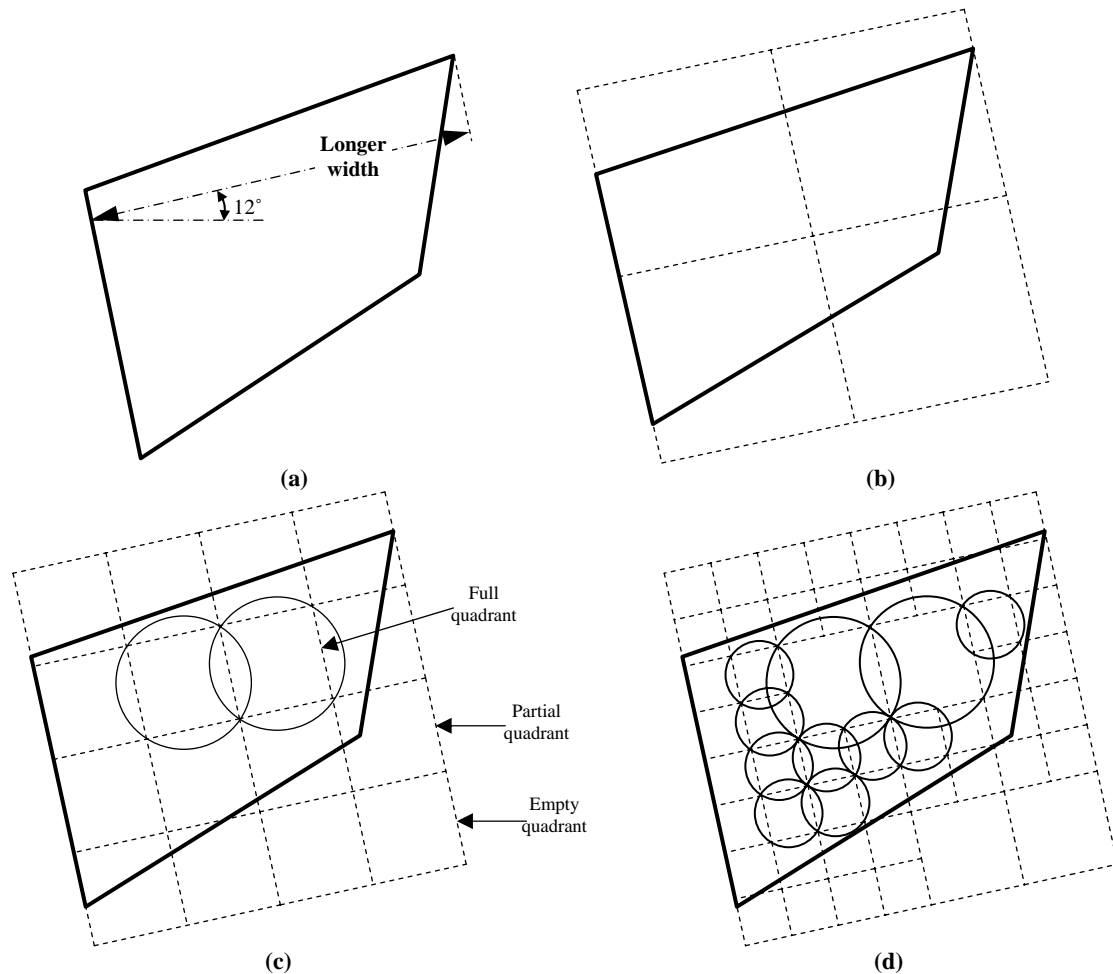 Longer
width
12°
(a)
(b)
Full
quadrant
Partial
quadrant
Empty
quadrant
(c)
(d)